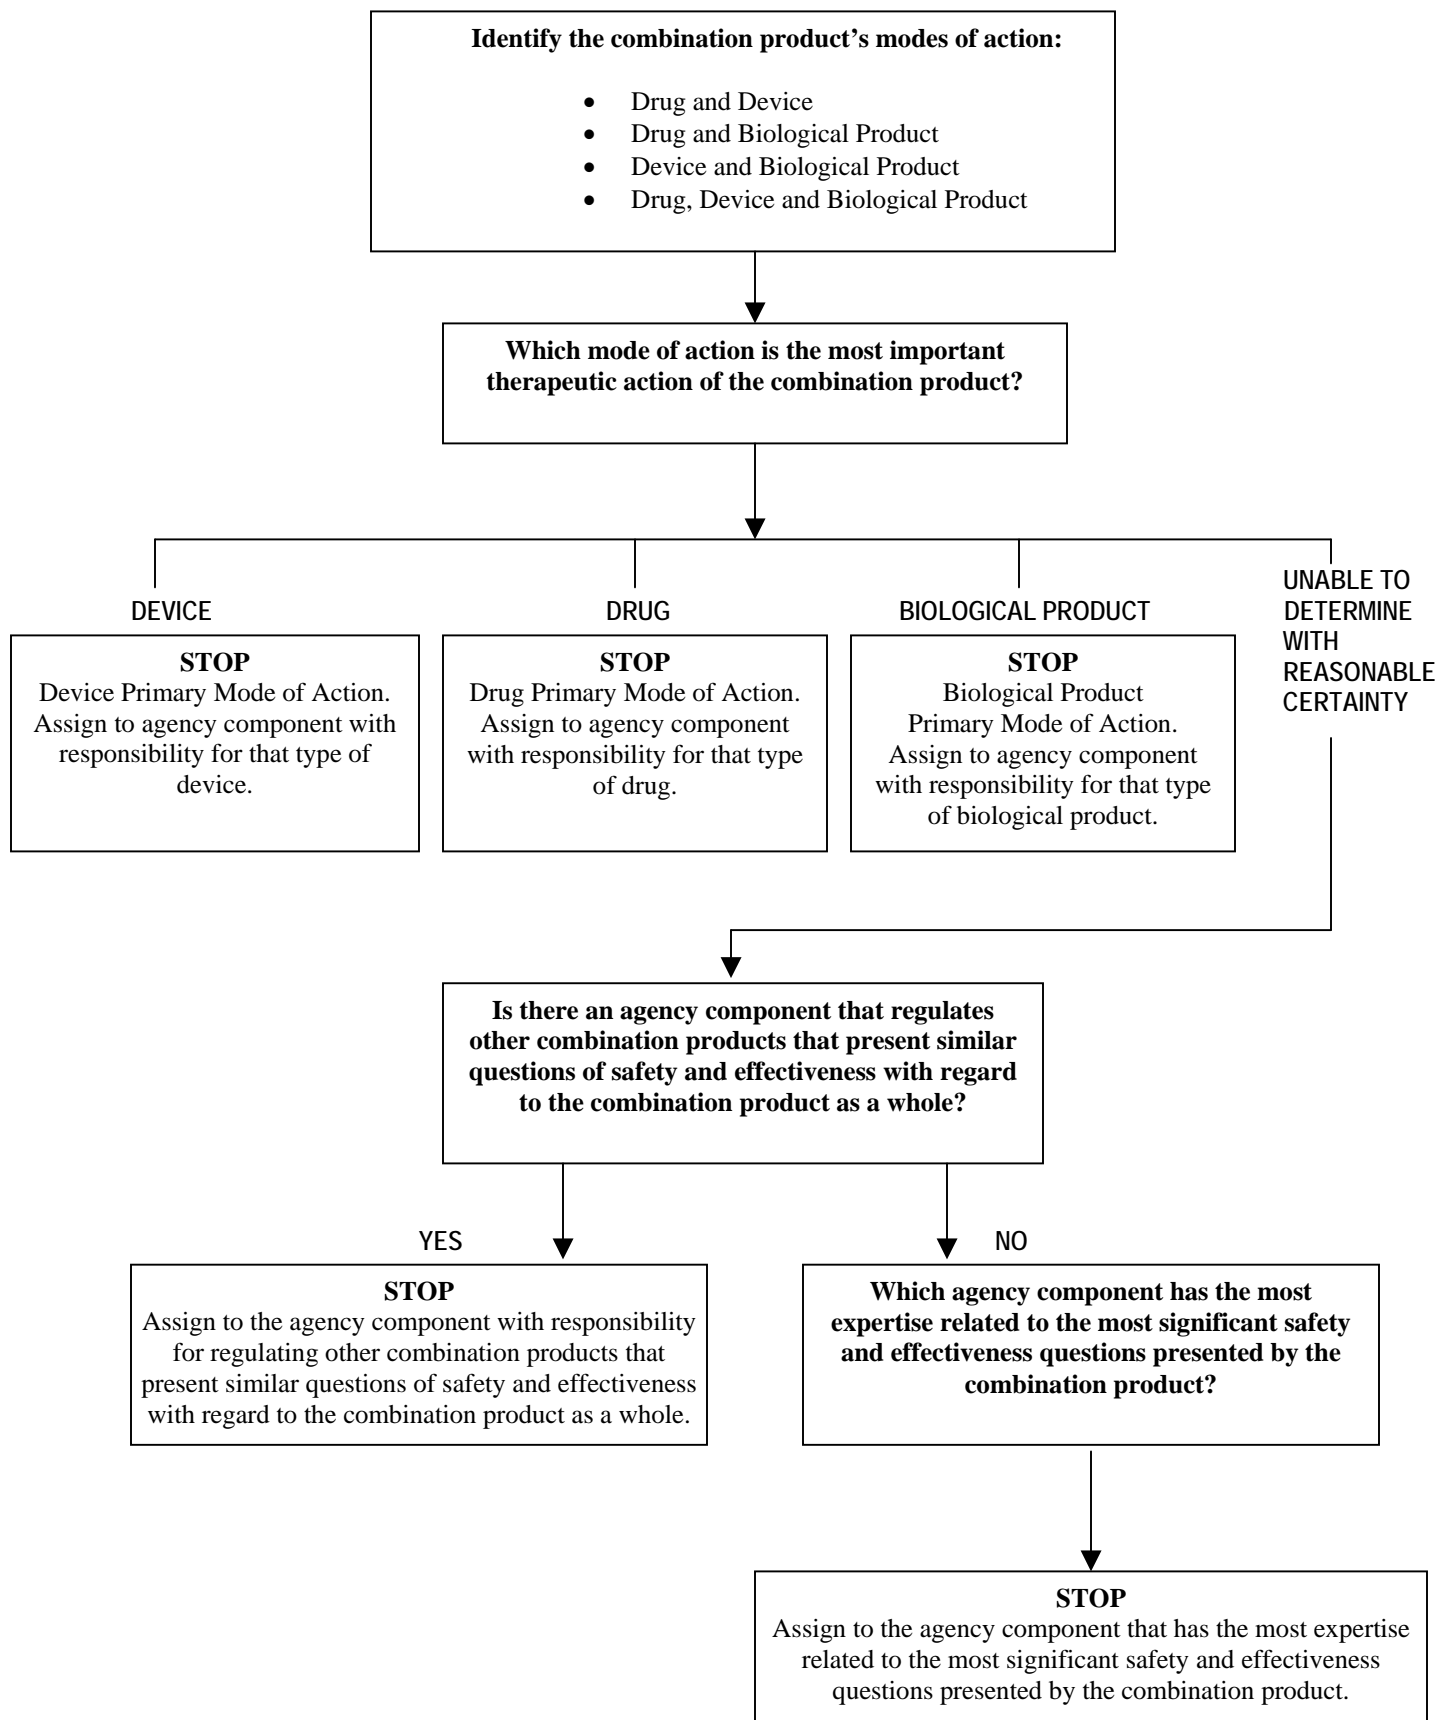 Identify the combination product’s modes of action:
• Drug and Device
• Drug and Biological Product
• Device and Biological Product
• Drug, Device and Biological Product
Which mode of action is the most important
therapeutic action of the combination product?
DEVICE
STOP
Device Primary Mode of Action.
Assign to agency component with
responsibility for that type of
device.
DRUG
STOP
Drug Primary Mode of Action.
Assign to agency component
with responsibility for that type
of drug.
BIOLOGICAL PRODUCT
STOP
Biological Product
Primary Mode of Action.
Assign to agency component
with responsibility for that type
of biological product.
UNABLE TO
DETERMINE
WITH
REASONABLE
CERTAINTY
Is there an agency component that regulates
other combination products that present similar
questions of safety and effectiveness with regard
to the combination product as a whole?
YES
STOP
Assign to the agency component with responsibility
for regulating other combination products that
present similar questions of safety and effectiveness
with regard to the combination product as a whole.
NO
Which agency component has the most
expertise related to the most significant safety
and effectiveness questions presented by the
combination product?
STOP
Assign to the agency component that has the most expertise
related to the most significant safety and effectiveness
questions presented by the combination product.